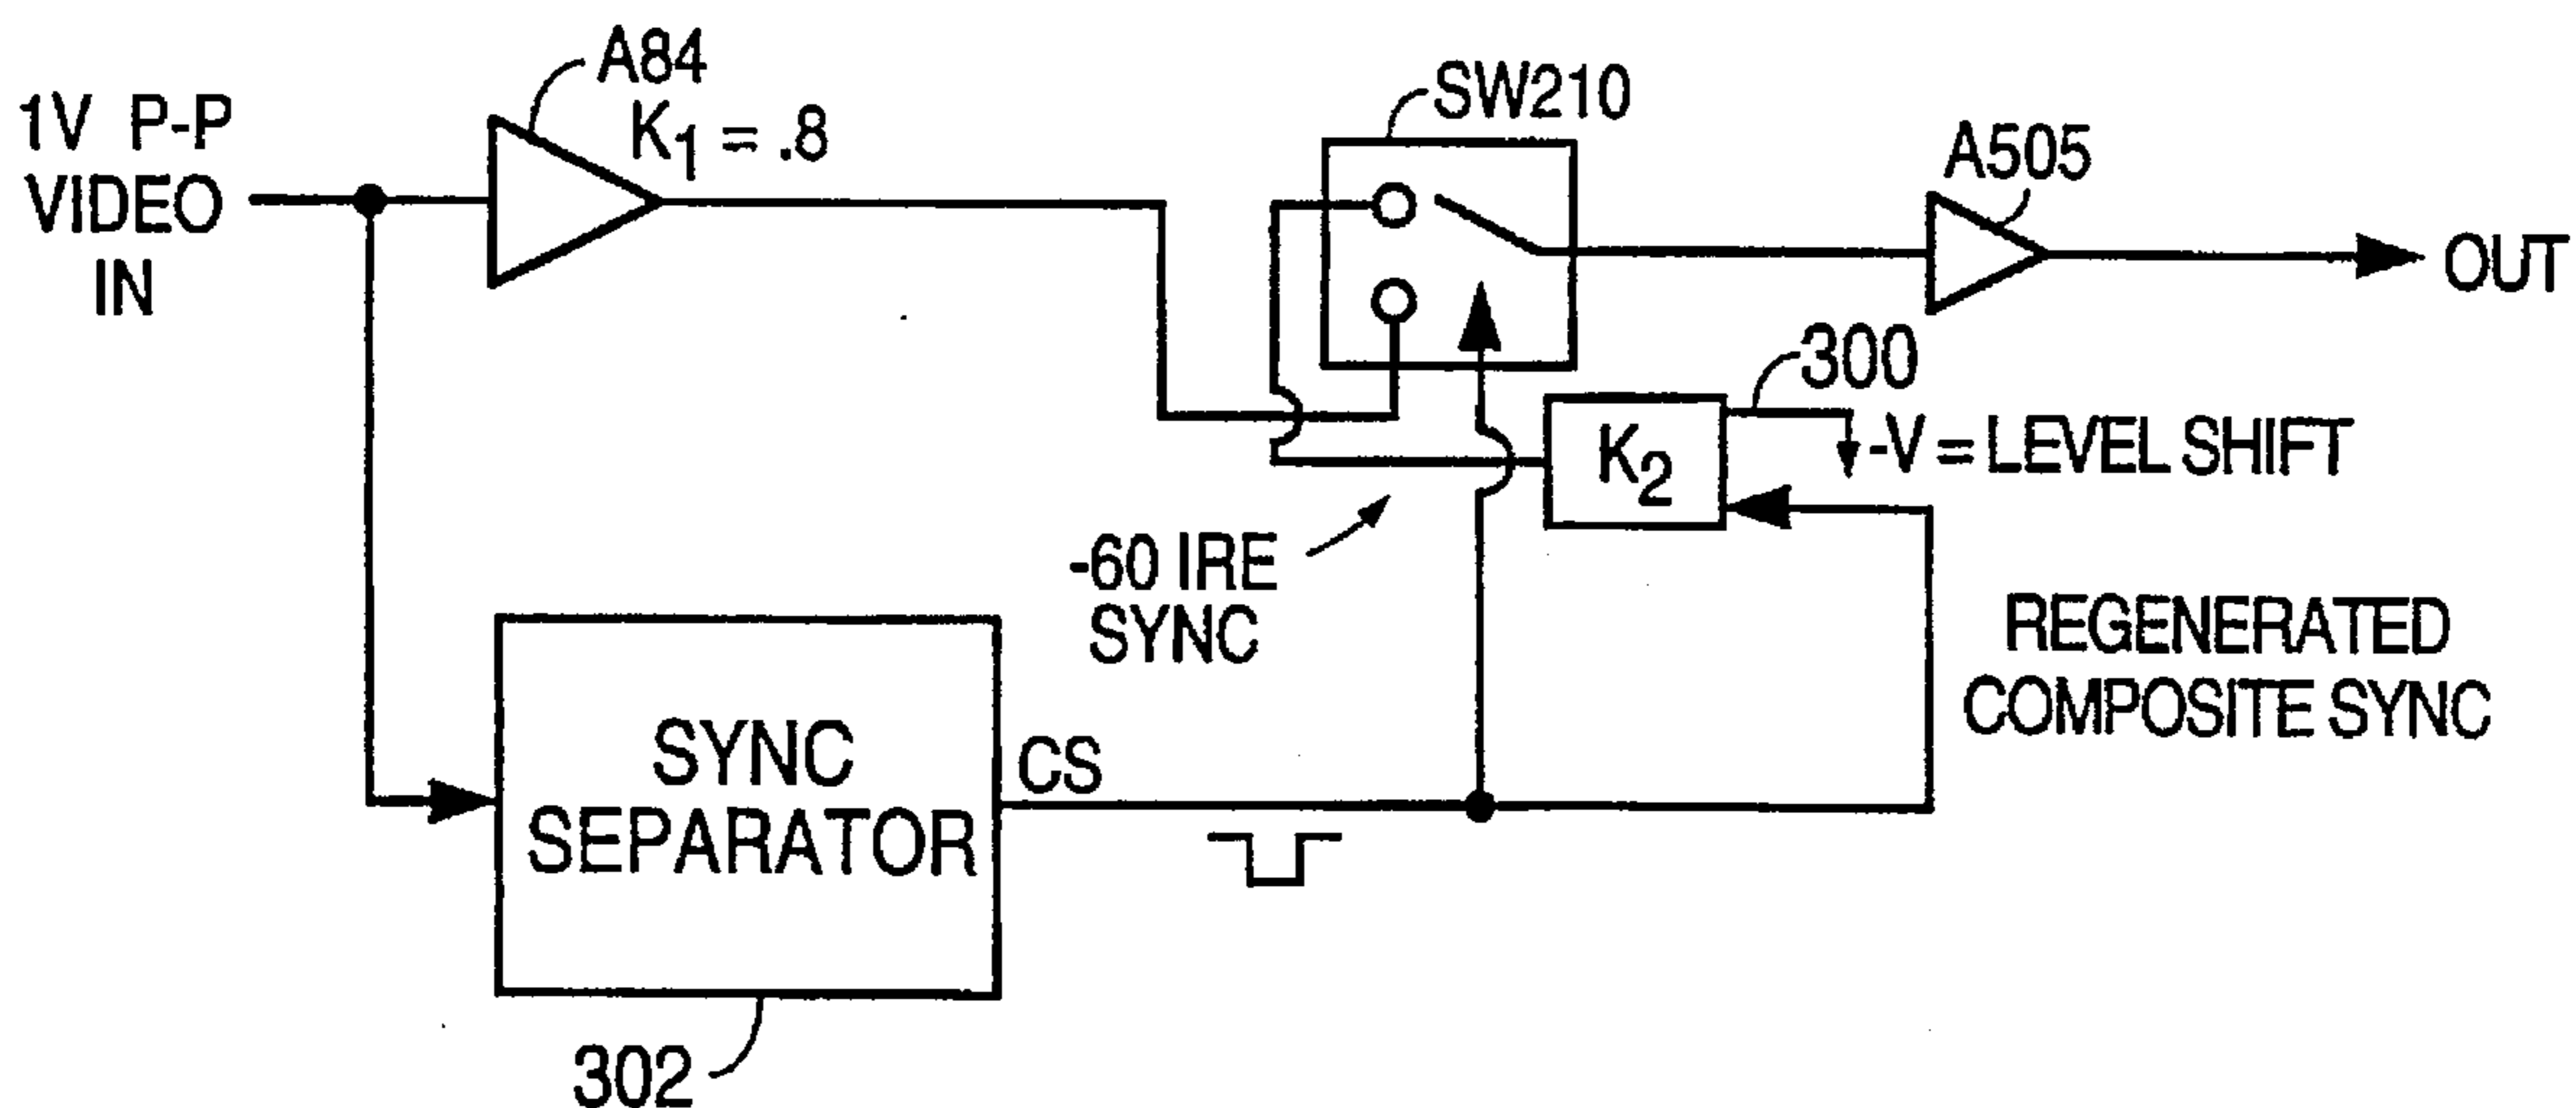 1V P-P
VIDEO
IN
A84
K1 = .8
SW210
A505
OUT
300
K2
-V = LEVEL SHIFT
-60 IRE
SYNC
REGENERATED
COMPOSITE SYNC
SYNC
SEPARATOR
CS
302